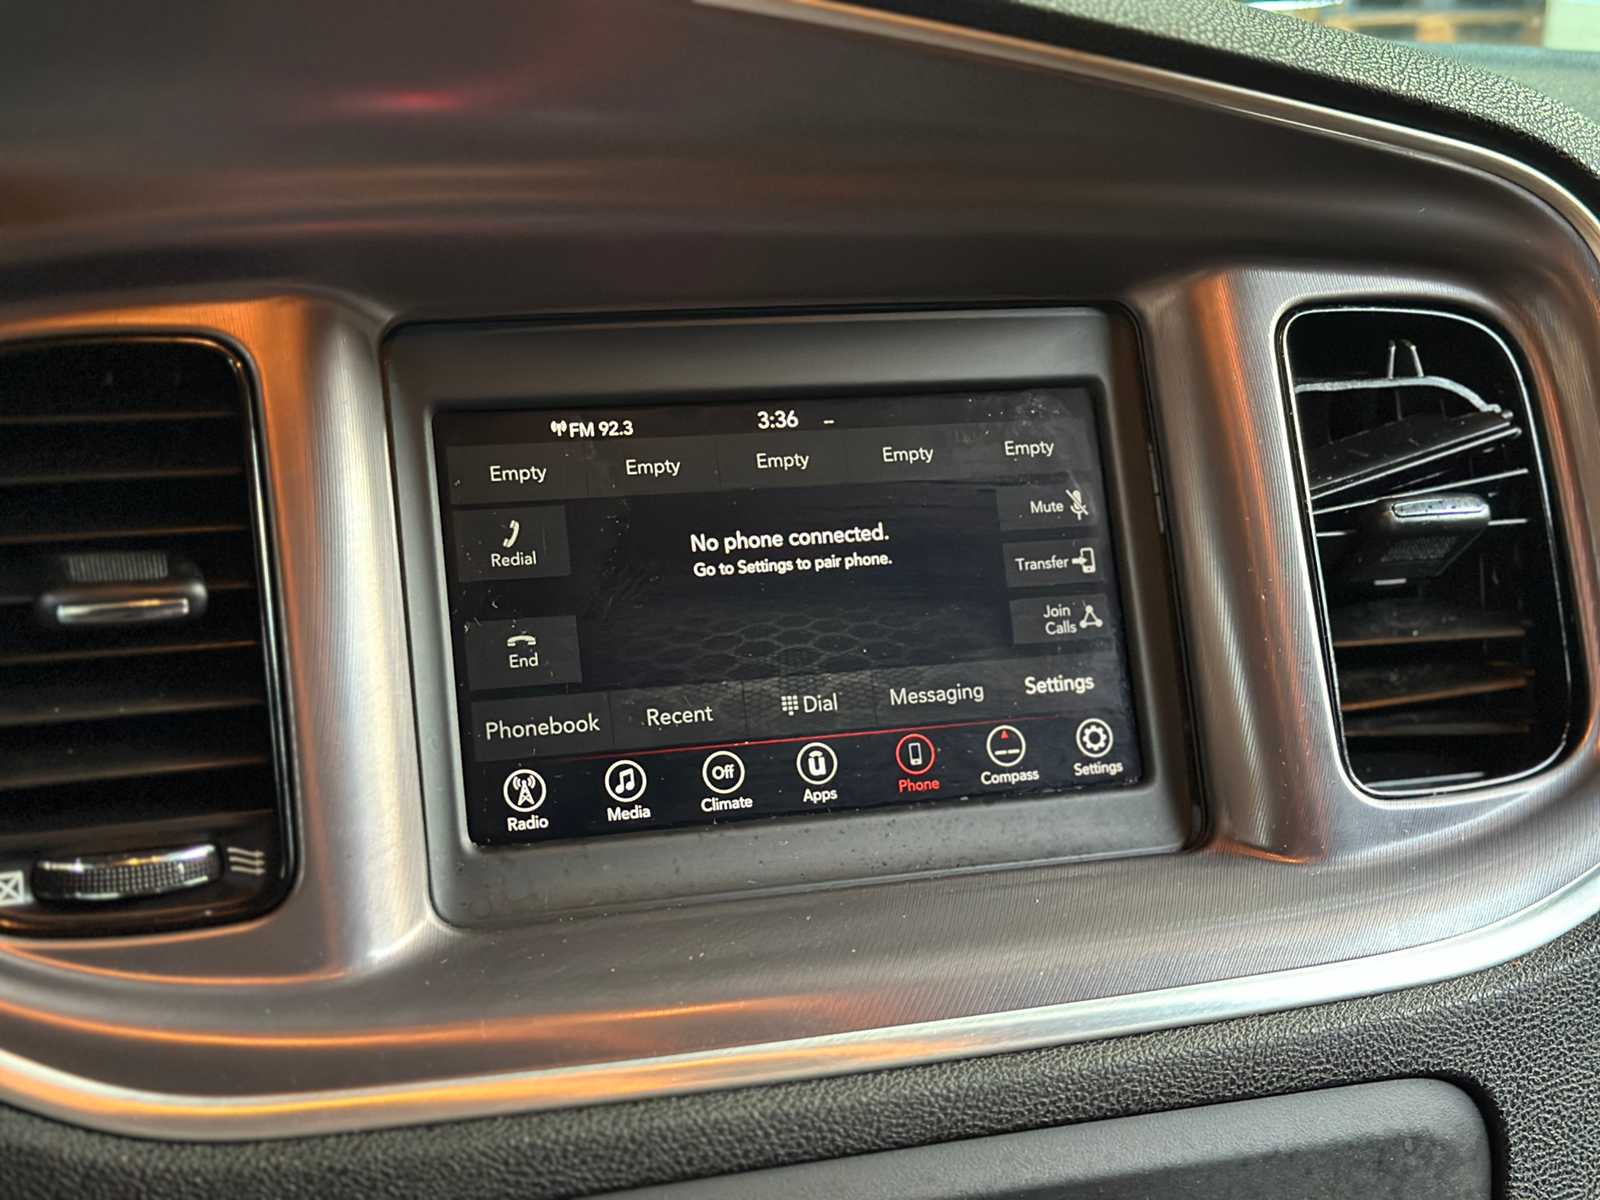 FM 92.3
3:36
--
Empty
Empty
Empty
Empty
Empty
Redial
No phone connected.
Go to Settings to pair phone.
Mute
Transfer
Join
Calls
End
Phonebook
Recent
Dial
Messaging
Settings
Radio
Media
Off
Climate
Apps
Phone
Compass
Settings